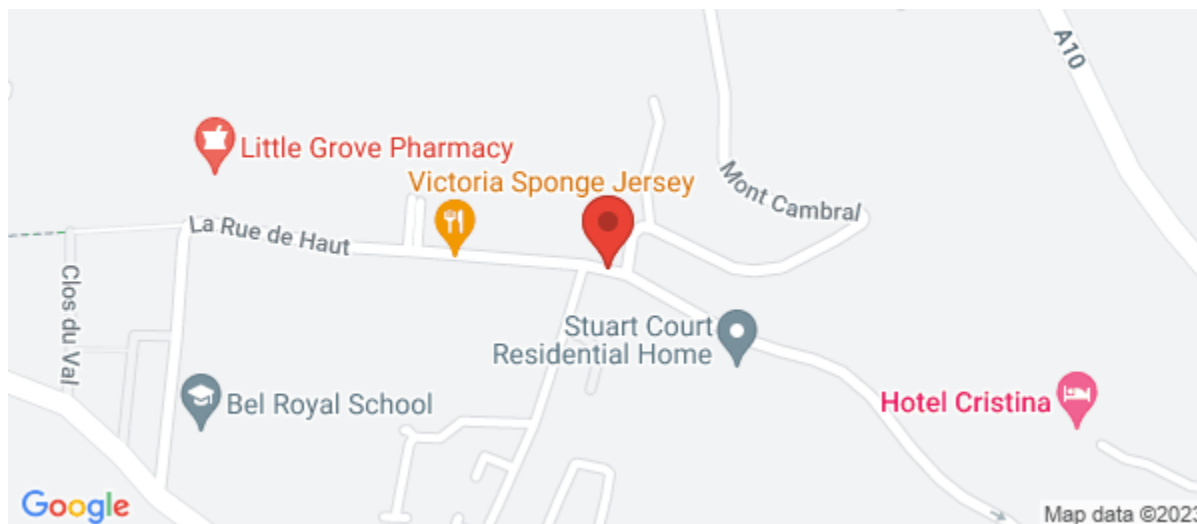 A10
Little Grove Pharmacy
Victoria Sponge Jersey
Mont Cambral
La Rue de Haut
Clos du Val
Stuart Court
Residential Home
Bel Royal School
Hotel Cristina
Google
Map data ©2023